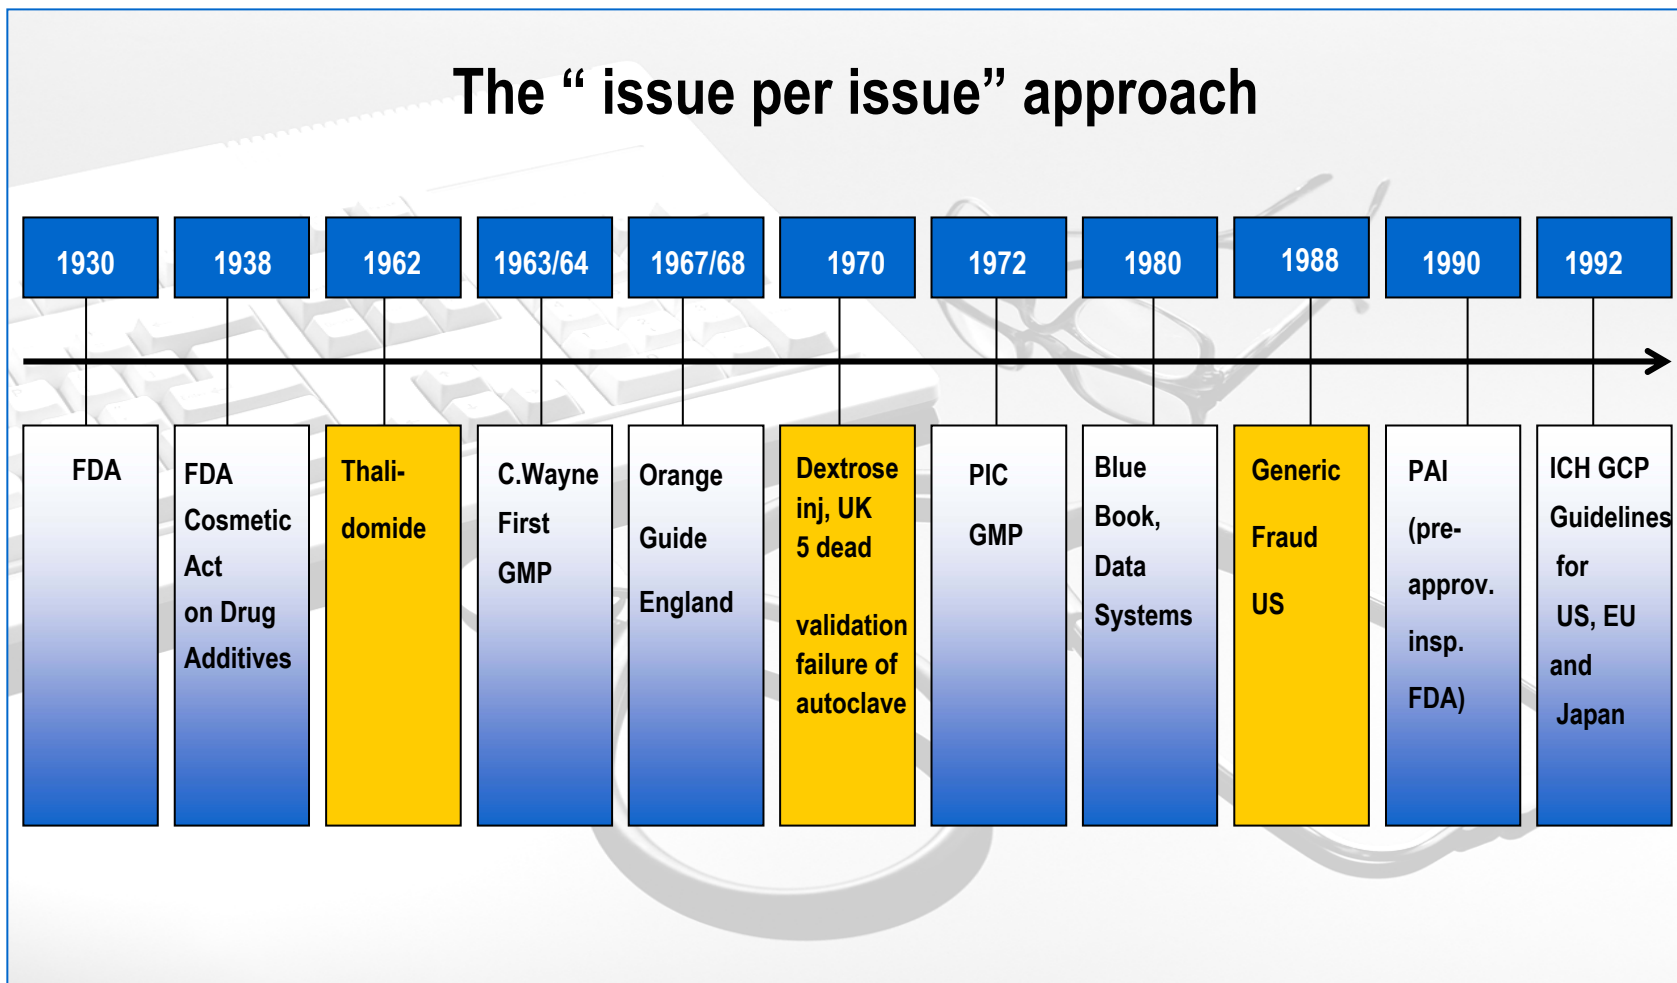 The “ issue per issue” approach
1930
1938
1962
1963/64
1967/68
1970
1972
1980
1988
1990
1992
FDA
FDA
Cosmetic
Act
on Drug
Additives
Thali-
domide
C.Wayne
First
GMP
Orange
Guide
England
Dextrose
inj, UK
5 dead
validation
failure of
autoclave
PIC
GMP
Blue
Book,
Data
Systems
Generic
Fraud
US
PAI
(pre-
approv.
insp.
FDA)
ICH GCP
Guidelines
for
US, EU
and
Japan